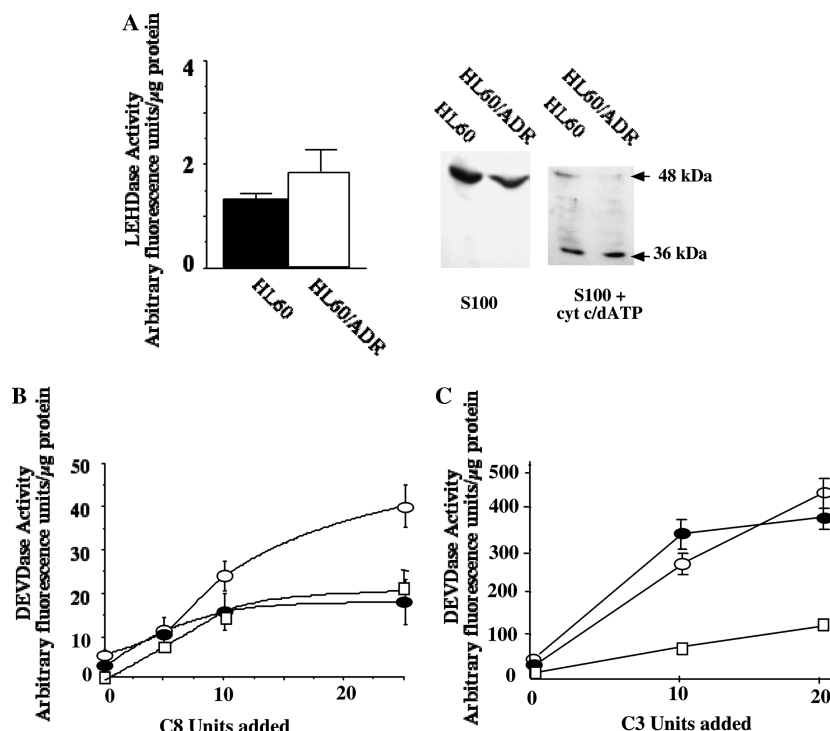 A
LEHDase Activity
Arbitrary fluorescence units/µg protein
4
2
0
HL60
HL60/ADR
HL60
HL60/ADR
HL60
HL60/ADR
48 kDa
36 kDa
S100
S100 +
cyt c/dATP
B
DEVDase Activity
Arbitrary fluorescence units/µg protein
50
40
30
20
10
0
0
10
20
C8 Units added
C
DEVDase Activity
Arbitrary fluorescence units/µg protein
500
400
300
200
100
0
0
10
20
C3 Units added